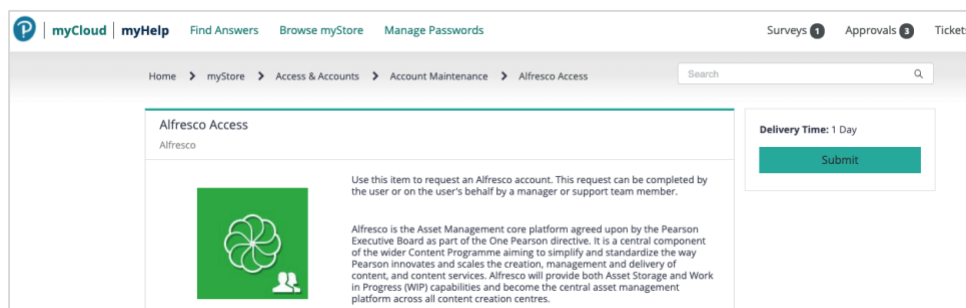 myCloud myHelp Find Answers Browse myStore Manage Passwords Surveys 1 Approvals 3 Tickets
Home > myStore > Access & Accounts > Account Maintenance > Alfresco Access Search
Alfresco Access
Alfresco
Delivery Time: 1 Day
Submit
Use this item to request an Alfresco account. This request can be completed by
the user or on the user's behalf by a manager or support team member.
Alfresco is the Asset Management core platform agreed upon by the Pearson
Executive Board as part of the One Pearson directive. It is a central component
of the wider Content Programme aiming to simplify and standardize the way
Pearson innovates and scales the creation, management and delivery of
content, and content services. Alfresco will provide both Asset Storage and Work
in Progress (WIP) capabilities and become the central asset management
platform across all content creation centres.